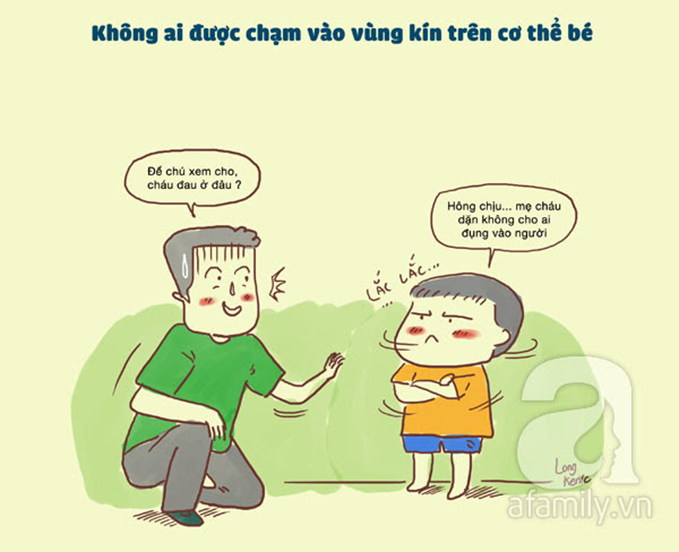 Không ai được chạm vào vùng kín trên cơ thể bé
Để chú xem cho,
cháu đau ở đâu ?
Hông chịu... mẹ cháu
dặn không cho ai
đụng vào người
LẮC LẮC...
a
Long
afamily.vn